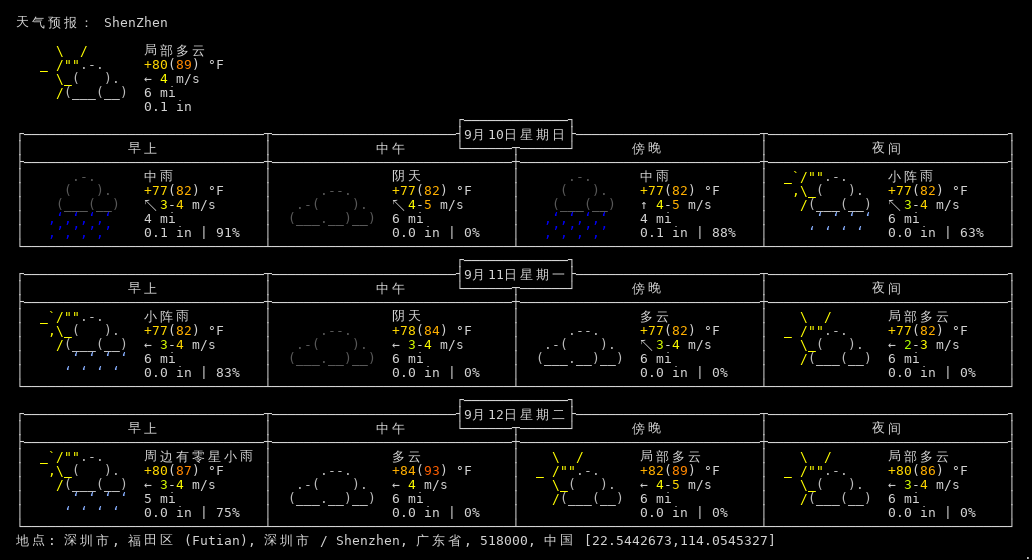 天气预报： ShenZhen
局部多云
+80(89) °F
← 4 m/s
6 mi
0.1 in
9月10日星期日
早上 中午 傍晚 夜间
中雨 阴天 中雨 小阵雨
+77(82) °F +77(82) °F +77(82) °F +77(82) °F
↖ 3-4 m/s ↖ 4-5 m/s ↑ 4-5 m/s ↖ 3-4 m/s
4 mi 6 mi 4 mi 6 mi
0.1 in | 91% 0.0 in | 0% 0.1 in | 88% 0.0 in | 63%
9月11日星期一
早上 中午 傍晚 夜间
小阵雨 阴天 多云 局部多云
+77(82) °F +78(84) °F +77(82) °F +77(82) °F
← 3-4 m/s ← 3-4 m/s ↖ 3-4 m/s ← 2-3 m/s
6 mi 6 mi 6 mi 6 mi
0.0 in | 83% 0.0 in | 0% 0.0 in | 0% 0.0 in | 0%
9月12日星期二
早上 中午 傍晚 夜间
周边有零星小雨 多云 局部多云 局部多云
+80(87) °F +84(93) °F +82(89) °F +80(86) °F
← 3-4 m/s ← 4 m/s ← 4-5 m/s ← 3-4 m/s
5 mi 6 mi 6 mi 6 mi
0.0 in | 75% 0.0 in | 0% 0.0 in | 0% 0.0 in | 0%
地点: 深圳市, 福田区 (Futian), 深圳市 / Shenzhen, 广东省, 518000, 中国 [22.5442673,114.0545327]